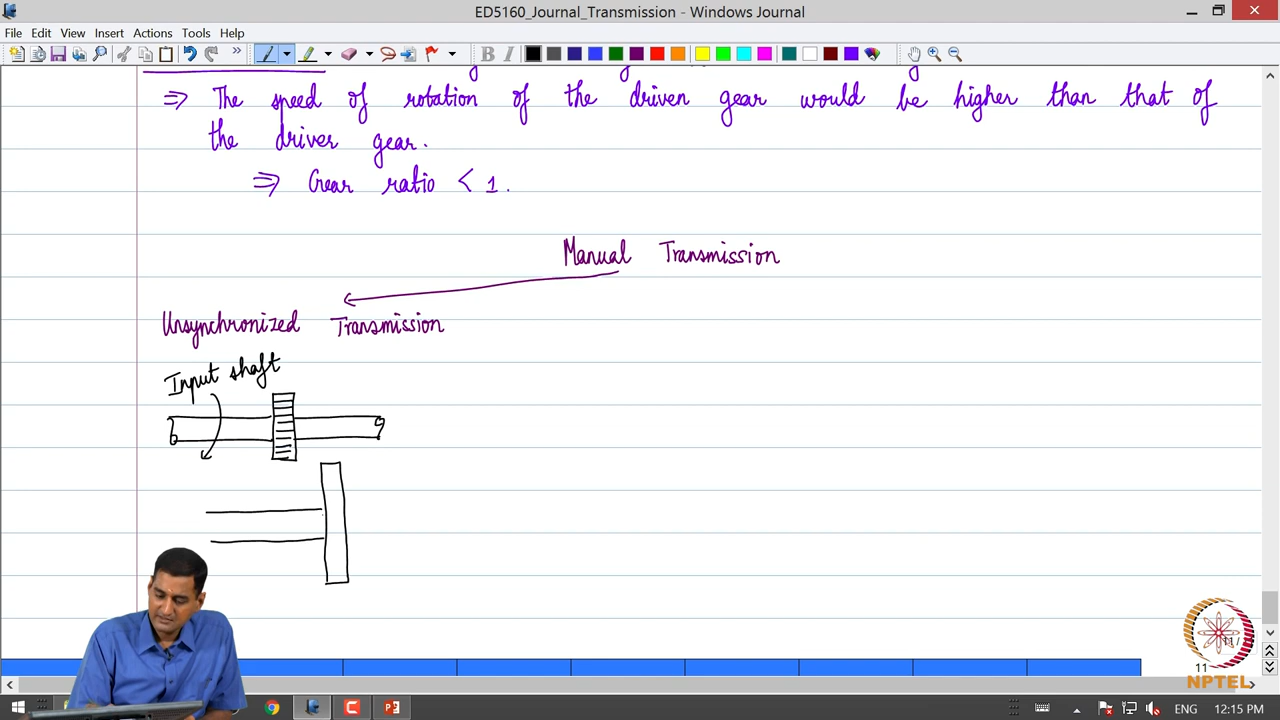 ED5160_Journal_Transmission - Windows Journal
File Edit View Insert Actions Tools Help
B I
⇒ The speed of rotation of the driven gear would be higher than that of
the driver gear.
⇒ Gear ratio < 1.
Manual Transmission
Unsynchronized Transmission
Input shaft
11
11
NPTEL
ENG 12:15 PM